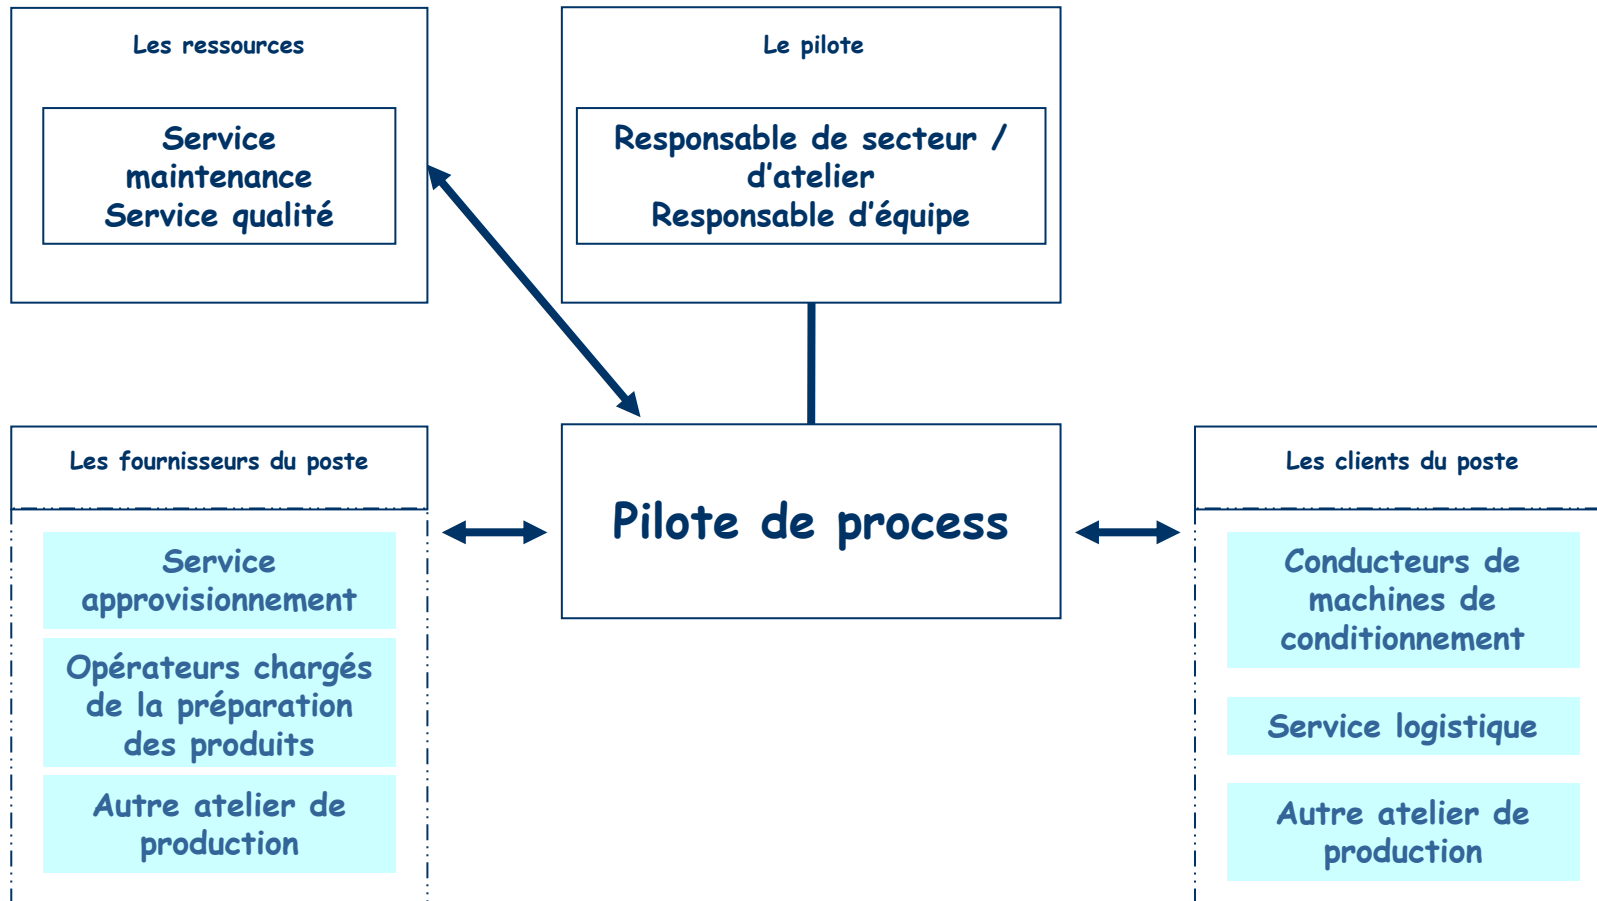 Les ressources
Service
maintenance
Service qualité
Le pilote
Responsable de secteur /
d'atelier
Responsable d'équipe
Les fournisseurs du poste
Service
approvisionnement
Opérateurs chargés
de la préparation
des produits
Autre atelier de
production
Pilote de process
Les clients du poste
Conducteurs de
machines de
conditionnement
Service logistique
Autre atelier de
production